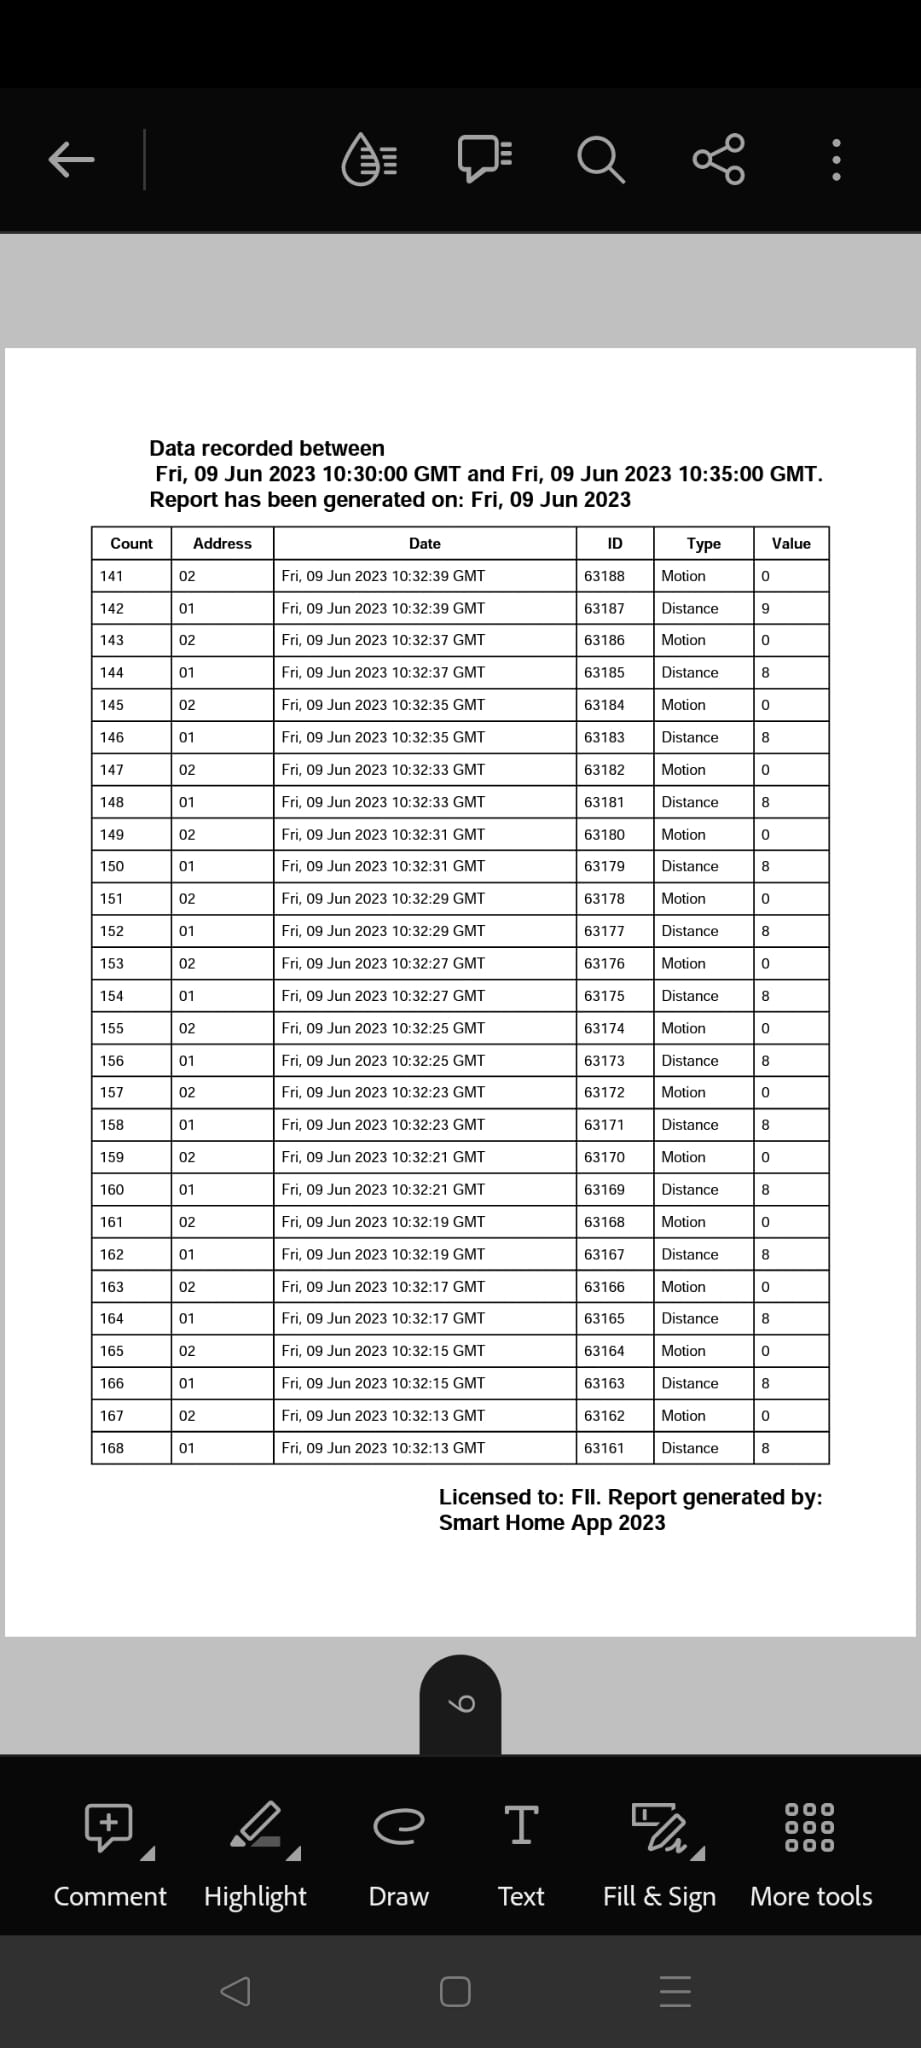 Data recorded between
Fri, 09 Jun 2023 10:30:00 GMT and Fri, 09 Jun 2023 10:35:00 GMT.
Report has been generated on: Fri, 09 Jun 2023
Count Address Date ID Type Value
141 02 Fri, 09 Jun 2023 10:32:39 GMT 63188 Motion 0
142 01 Fri, 09 Jun 2023 10:32:39 GMT 63187 Distance 9
143 02 Fri, 09 Jun 2023 10:32:37 GMT 63186 Motion 0
144 01 Fri, 09 Jun 2023 10:32:37 GMT 63185 Distance 8
145 02 Fri, 09 Jun 2023 10:32:35 GMT 63184 Motion 0
146 01 Fri, 09 Jun 2023 10:32:35 GMT 63183 Distance 8
147 02 Fri, 09 Jun 2023 10:32:33 GMT 63182 Motion 0
148 01 Fri, 09 Jun 2023 10:32:33 GMT 63181 Distance 8
149 02 Fri, 09 Jun 2023 10:32:31 GMT 63180 Motion 0
150 01 Fri, 09 Jun 2023 10:32:31 GMT 63179 Distance 8
151 02 Fri, 09 Jun 2023 10:32:29 GMT 63178 Motion 0
152 01 Fri, 09 Jun 2023 10:32:29 GMT 63177 Distance 8
153 02 Fri, 09 Jun 2023 10:32:27 GMT 63176 Motion 0
154 01 Fri, 09 Jun 2023 10:32:27 GMT 63175 Distance 8
155 02 Fri, 09 Jun 2023 10:32:25 GMT 63174 Motion 0
156 01 Fri, 09 Jun 2023 10:32:25 GMT 63173 Distance 8
157 02 Fri, 09 Jun 2023 10:32:23 GMT 63172 Motion 0
158 01 Fri, 09 Jun 2023 10:32:23 GMT 63171 Distance 8
159 02 Fri, 09 Jun 2023 10:32:21 GMT 63170 Motion 0
160 01 Fri, 09 Jun 2023 10:32:21 GMT 63169 Distance 8
161 02 Fri, 09 Jun 2023 10:32:19 GMT 63168 Motion 0
162 01 Fri, 09 Jun 2023 10:32:19 GMT 63167 Distance 8
163 02 Fri, 09 Jun 2023 10:32:17 GMT 63166 Motion 0
164 01 Fri, 09 Jun 2023 10:32:17 GMT 63165 Distance 8
165 02 Fri, 09 Jun 2023 10:32:15 GMT 63164 Motion 0
166 01 Fri, 09 Jun 2023 10:32:15 GMT 63163 Distance 8
167 02 Fri, 09 Jun 2023 10:32:13 GMT 63162 Motion 0
168 01 Fri, 09 Jun 2023 10:32:13 GMT 63161 Distance 8
Licensed to: FII. Report generated by:
Smart Home App 2023
6
Comment Highlight Draw Text Fill & Sign More tools